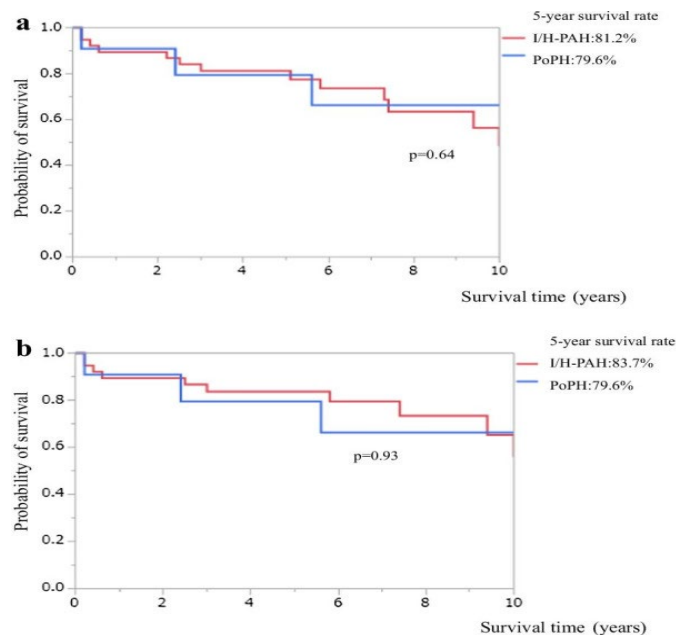 a
5-year survival rate
I/H-PAH:81.2%
PoPH:79.6%
Probability of survival
1.0
0.8
0.6
0.4
0.2
0.0
p=0.64
0 2 4 6 8 10
Survival time (years)
b
5-year survival rate
I/H-PAH:83.7%
PoPH:79.6%
Probability of survival
1.0
0.8
0.6
0.4
0.2
0.0
p=0.93
0 2 4 6 8 10
Survival time (years)